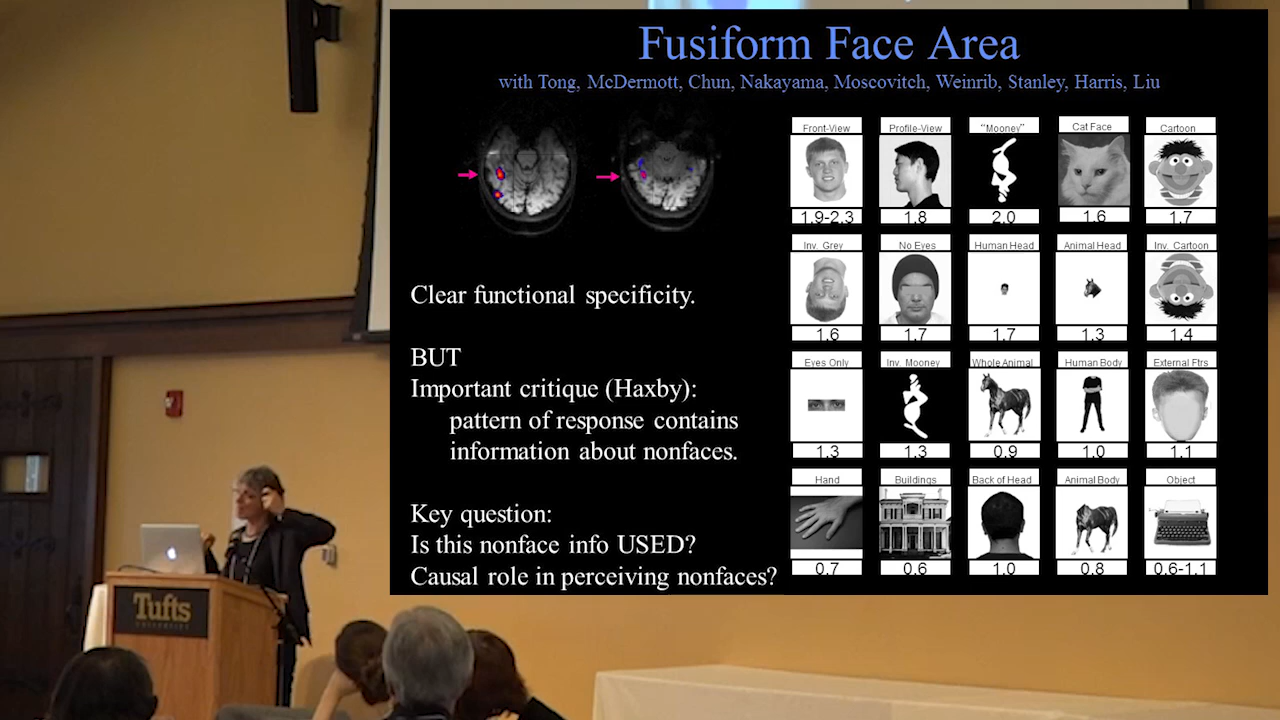 Fusiform Face Area
with Tong, McDermott, Chun, Nakayama, Moscovitch, Weinrib, Stanley, Harris, Liu
Front-View
Profile-View
"Mooney"
Cat Face
Cartoon
1.9-2.3
1.8
2.0
1.6
1.7
Inv. Grey
No Eyes
Human Head
Animal Head
Inv. Cartoon
1.6
1.7
1.7
1.3
1.4
Clear functional specificity.
BUT
Important critique (Haxby):
pattern of response contains
information about nonfaces.
Eyes Only
Inv. Mooney
Whole Animal
Human Body
External Ftrs
1.3
1.3
0.9
1.0
1.1
Hand
Buildings
Back of Head
Animal Body
Object
0.7
0.6
1.0
0.8
0.6-1.1
Key question:
Is this nonface info USED?
Causal role in perceiving nonfaces?
Tufts
UNIVERSITY